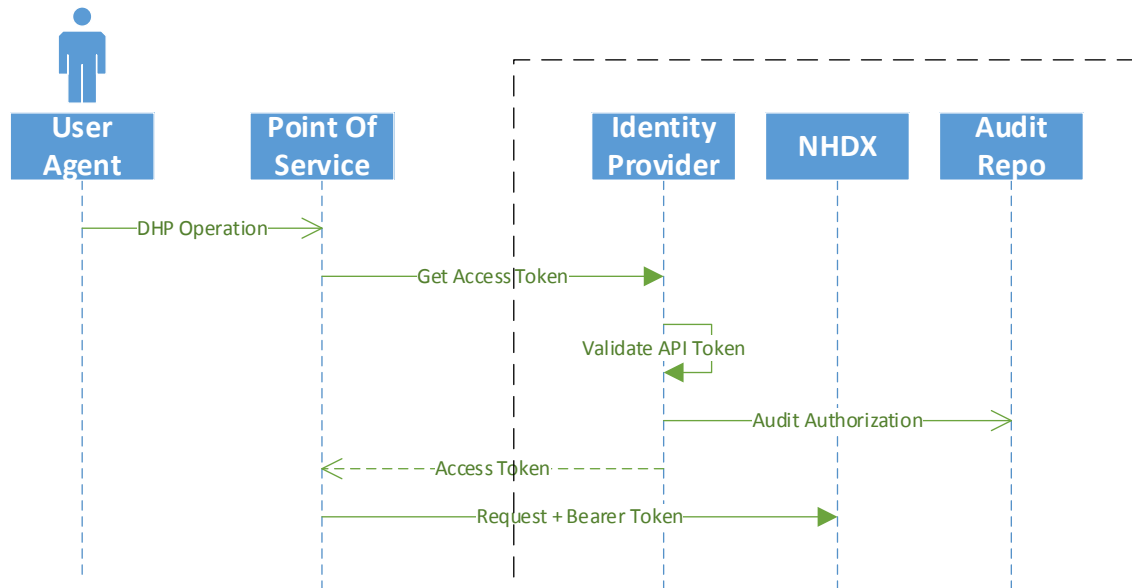 User
Agent
Point Of
Service
Identity
Provider
NHDX
Audit
Repo
DHP Operation
Get Access Token
Validate API Token
Audit Authorization
Access Token
Request + Bearer Token